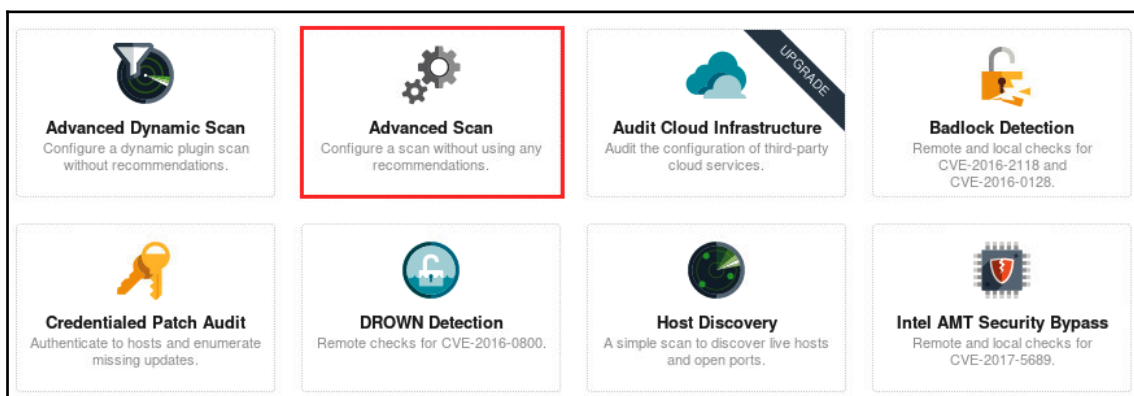 Advanced Dynamic Scan
Configure a dynamic plugin scan
without recommendations.
Advanced Scan
Configure a scan without using any
recommendations.
UPGRADE
Audit Cloud Infrastructure
Audit the configuration of third-party
cloud services.
Badlock Detection
Remote and local checks for
CVE-2016-2118 and
CVE-2016-0128.
Credentialed Patch Audit
Authenticate to hosts and enumerate
missing updates.
DROWN Detection
Remote checks for CVE-2016-0800.
Host Discovery
A simple scan to discover live hosts
and open ports.
Intel AMT Security Bypass
Remote and local checks for
CVE-2017-5689.